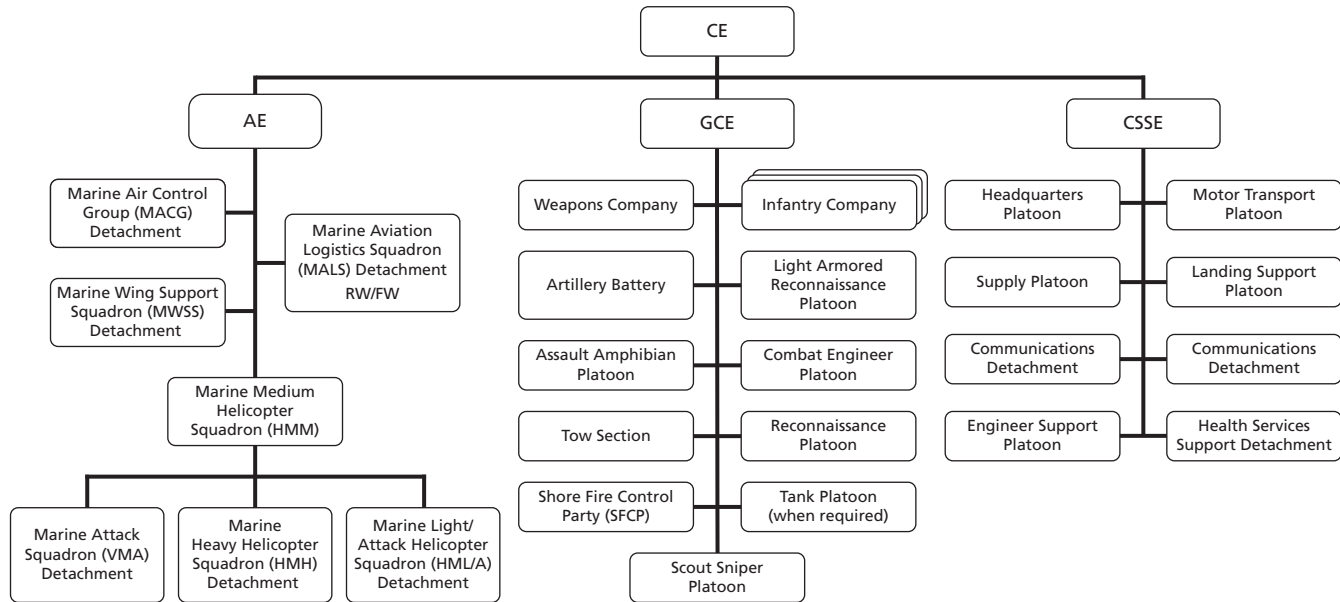 CE
AE
GCE
CSSE
Marine Air Control
Group (MACG)
Detachment
Marine Aviation
Logistics Squadron
(MALS) Detachment
RW/FW
Marine Wing Support
Squadron (MWSS)
Detachment
Marine Medium
Helicopter
Squadron (HMM)
Marine Attack
Squadron (VMA)
Detachment
Marine
Heavy Helicopter
Squadron (HMH)
Detachment
Marine Light/
Attack Helicopter
Squadron (HML/A)
Detachment
Weapons Company
Infantry Company
Artillery Battery
Light Armored
Reconnaissance
Platoon
Assault Amphibian
Platoon
Combat Engineer
Platoon
Tow Section
Reconnaissance
Platoon
Shore Fire Control
Party (SFCP)
Tank Platoon
(when required)
Scout Sniper
Platoon
Headquarters
Platoon
Motor Transport
Platoon
Supply Platoon
Landing Support
Platoon
Communications
Detachment
Communications
Detachment
Engineer Support
Platoon
Health Services
Support Detachment